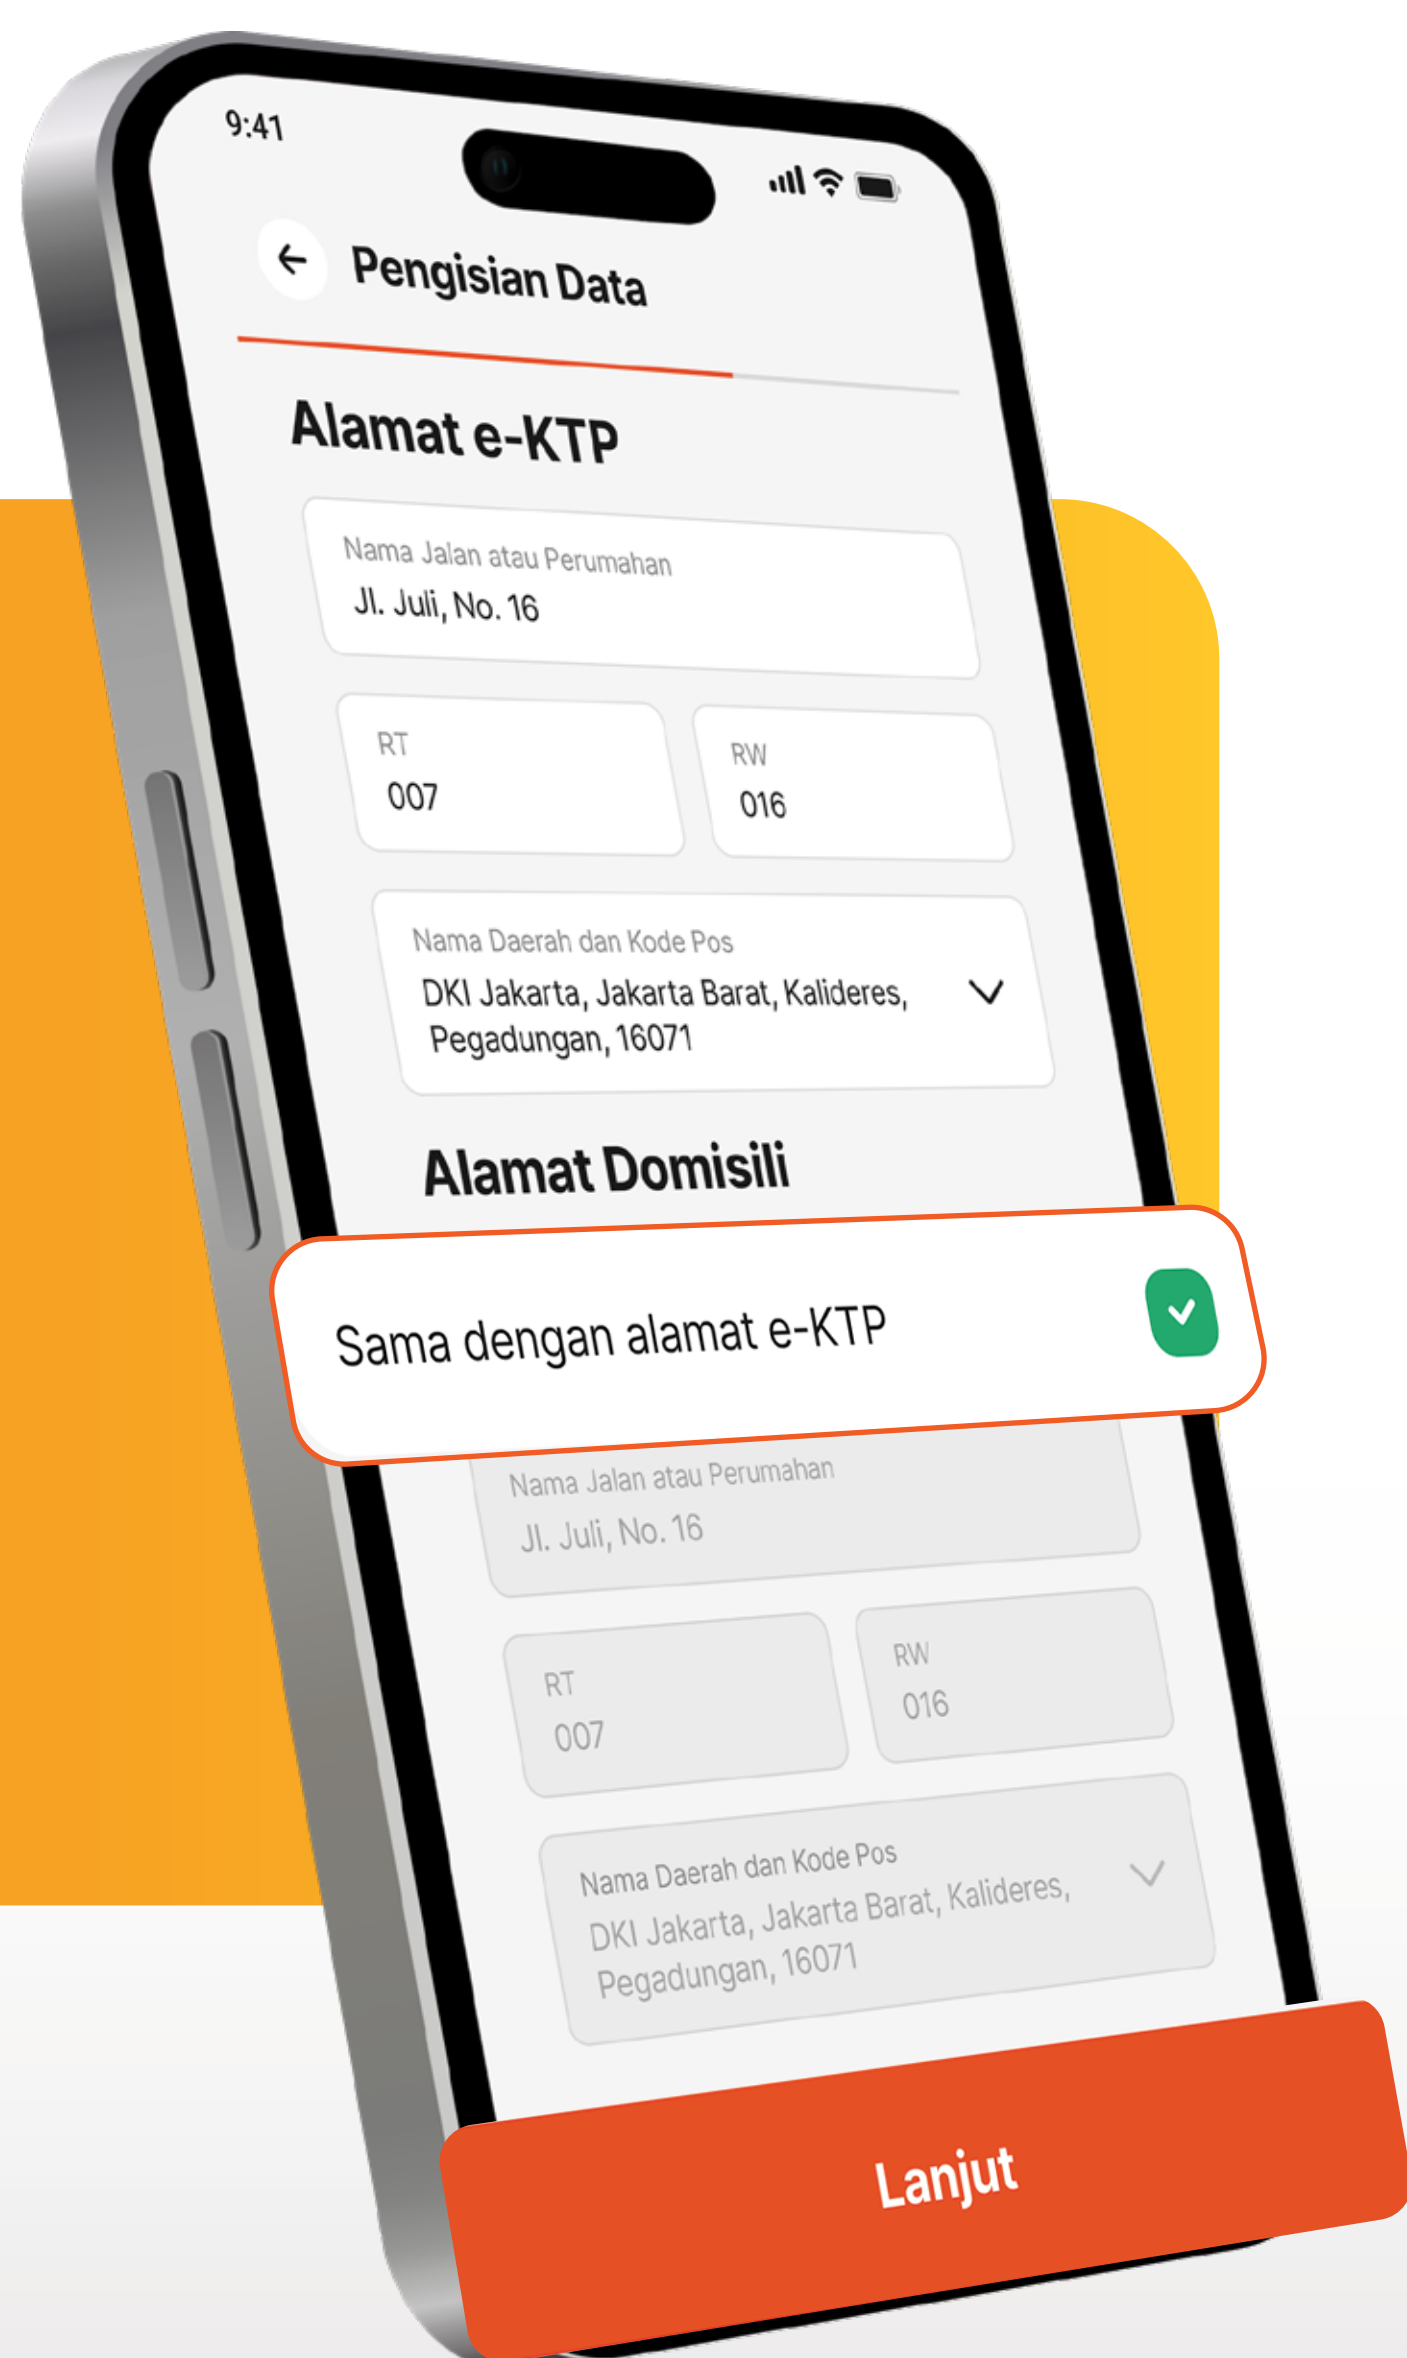 9:41
Pengisian Data
Alamat e-KTP
Nama Jalan atau Perumahan
Jl. Juli, No. 16
RT
007
RW
016
Nama Daerah dan Kode Pos
DKI Jakarta, Jakarta Barat, Kalideres,
Pegadungan, 16071
Alamat Domisili
Sama dengan alamat e-KTP
Nama Jalan atau Perumahan
Jl. Juli, No. 16
RT
007
RW
016
Nama Daerah dan Kode Pos
DKI Jakarta, Jakarta Barat, Kalideres,
Pegadungan, 16071
Lanjut